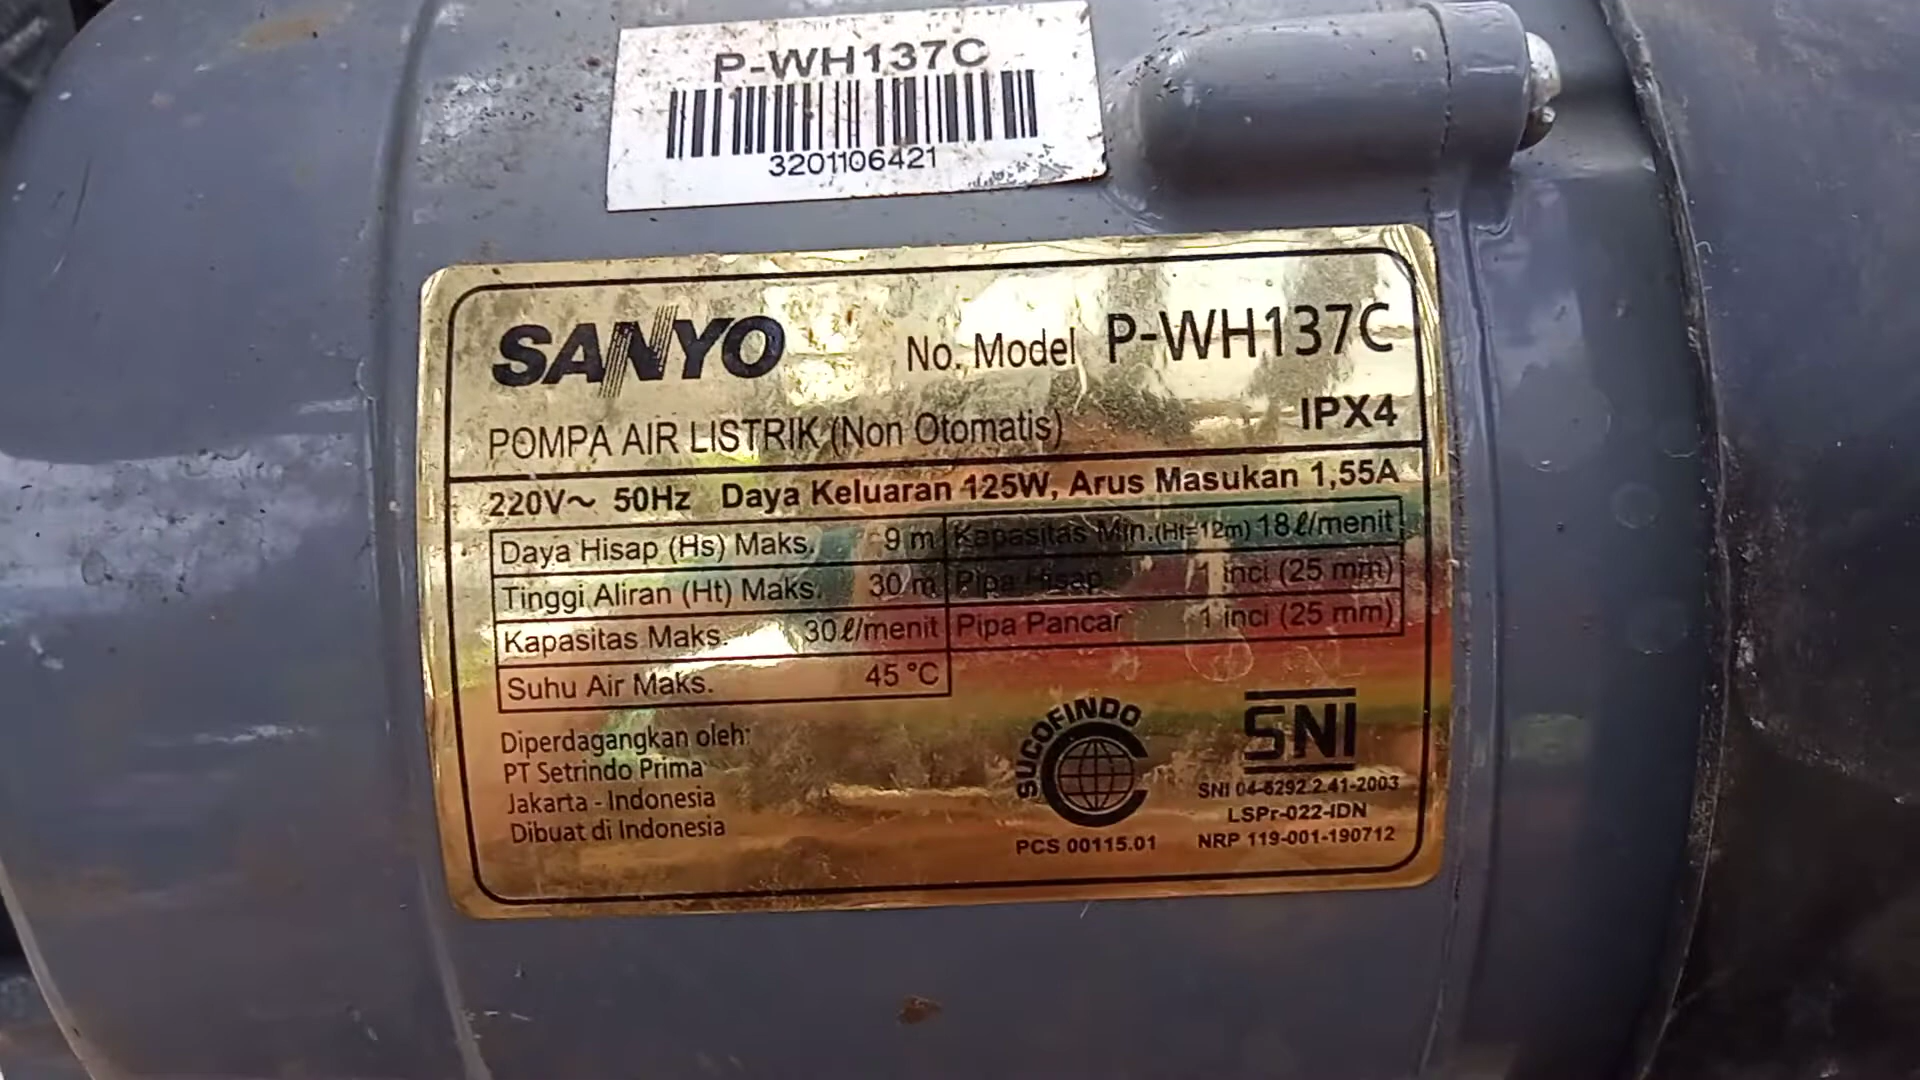 P-WH137C
3201106421
SANYO No. Model P-WH137C
POMPA AIR LISTRIK (Non Otomatis) IPX4
220V~ 50Hz Daya Keluaran 125W, Arus Masukan 1,55A
Daya Hisap (Hs) Maks. 9 m Kapasitas Min.(Ht=12m) 18ℓ/menit
Tinggi Aliran (Ht) Maks. 30 m Pipa Hisap 1 inci (25 mm)
Kapasitas Maks. 30ℓ/menit Pipa Pancar 1 inci (25 mm)
Suhu Air Maks. 45 °C
Diperdagangkan oleh:
PT Setrindo Prima
Jakarta - Indonesia
Dibuat di Indonesia
SUCOFINDO
PCS 00115.01
SNI
SNI 04-6292.2.41-2003
LSPr-022-IDN
NRP 119-001-190712